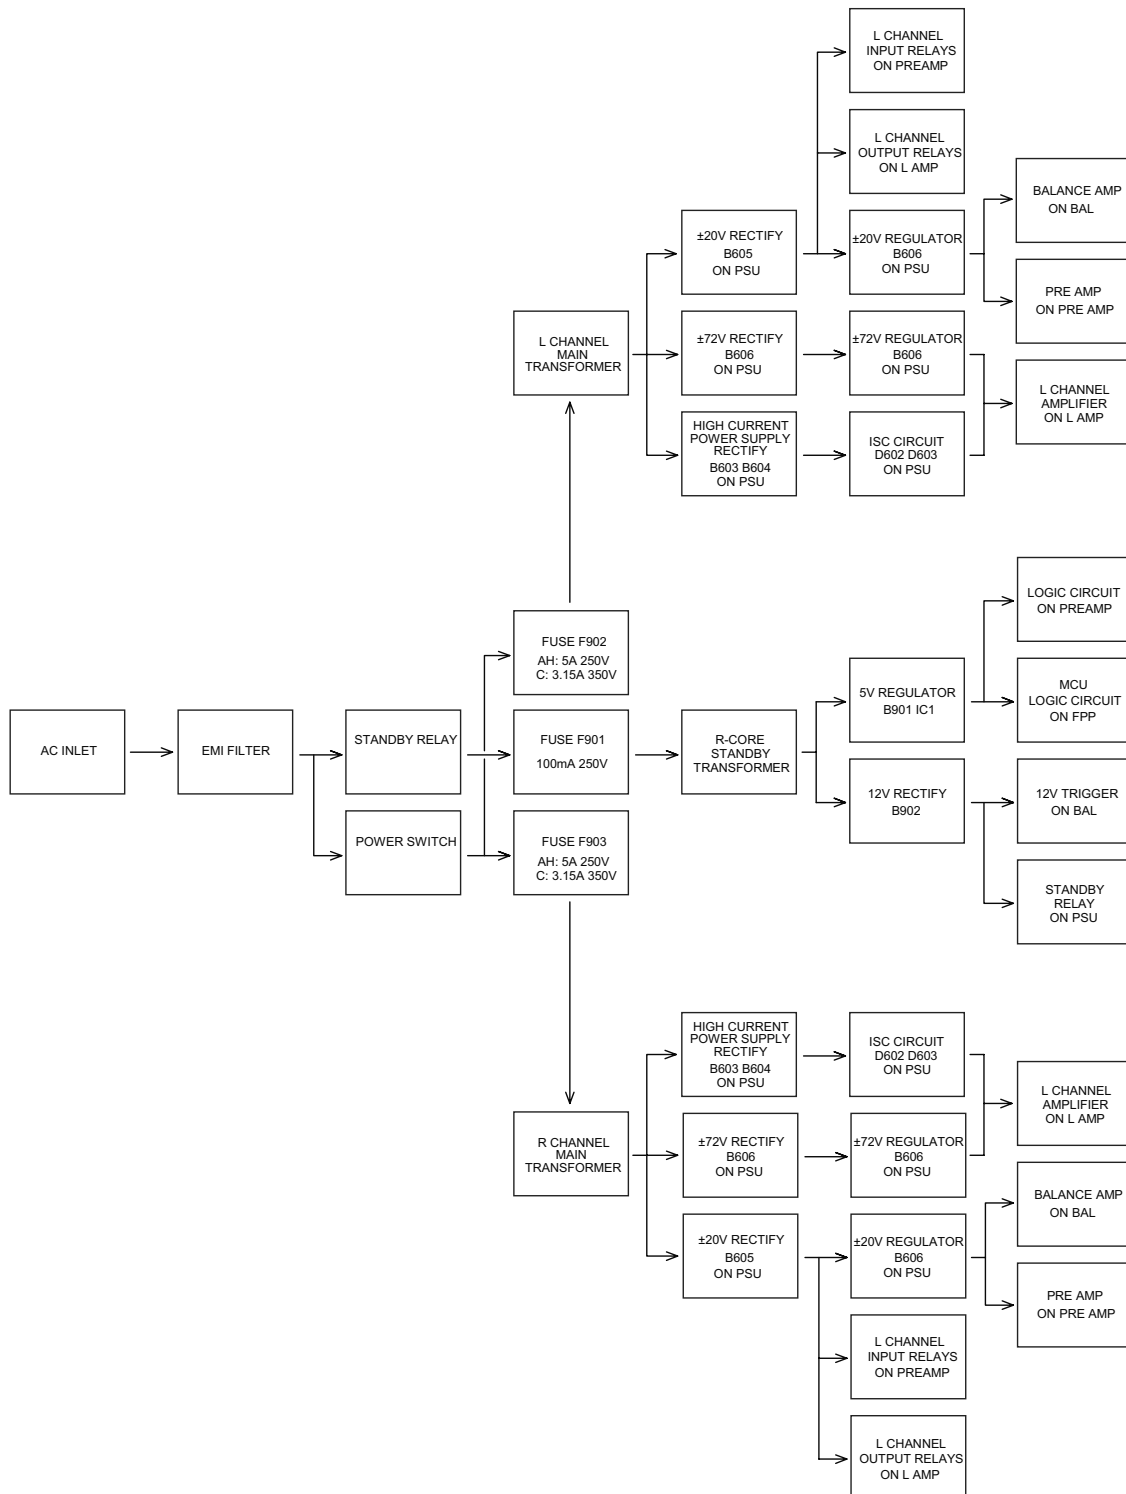 L CHANNEL
INPUT RELAYS
ON PREAMP
L CHANNEL
OUTPUT RELAYS
ON L AMP
BALANCE AMP
ON BAL
±20V RECTIFY
B605
ON PSU
±20V REGULATOR
B606
ON PSU
PRE AMP
ON PRE AMP
L CHANNEL
MAIN
TRANSFORMER
±72V RECTIFY
B606
ON PSU
±72V REGULATOR
B606
ON PSU
L CHANNEL
AMPLIFIER
ON L AMP
HIGH CURRENT
POWER SUPPLY
RECTIFY
B603 B604
ON PSU
ISC CIRCUIT
D602 D603
ON PSU
LOGIC CIRCUIT
ON PREAMP
FUSE F902
AH: 5A 250V
C: 3.15A 350V
5V REGULATOR
B901 IC1
MCU
LOGIC CIRCUIT
ON FPP
AC INLET
EMI FILTER
STANDBY RELAY
FUSE F901
100mA 250V
R-CORE
STANDBY
TRANSFORMER
12V RECTIFY
B902
12V TRIGGER
ON BAL
POWER SWITCH
FUSE F903
AH: 5A 250V
C: 3.15A 350V
STANDBY
RELAY
ON PSU
HIGH CURRENT
POWER SUPPLY
RECTIFY
B603 B604
ON PSU
ISC CIRCUIT
D602 D603
ON PSU
L CHANNEL
AMPLIFIER
ON L AMP
R CHANNEL
MAIN
TRANSFORMER
±72V RECTIFY
B606
ON PSU
±72V REGULATOR
B606
ON PSU
BALANCE AMP
ON BAL
±20V RECTIFY
B605
ON PSU
±20V REGULATOR
B606
ON PSU
PRE AMP
ON PRE AMP
L CHANNEL
INPUT RELAYS
ON PREAMP
L CHANNEL
OUTPUT RELAYS
ON L AMP